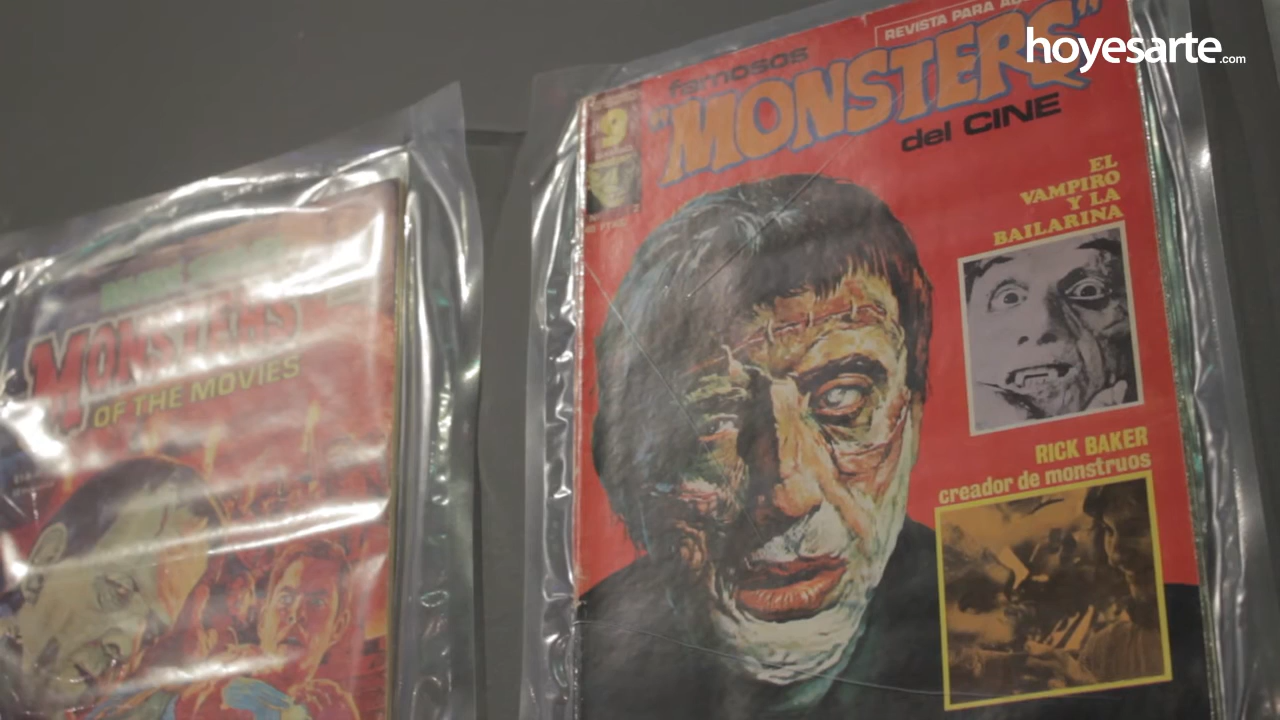 hoyesarte.com
REVISTA PARA
famosos
"MONSTERS"
del CINE
9
PTAS
EL
VAMPIRO
Y LA
BAILARINA
RICK BAKER
creador de monstruos
MONSTERS
OF THE MOVIES